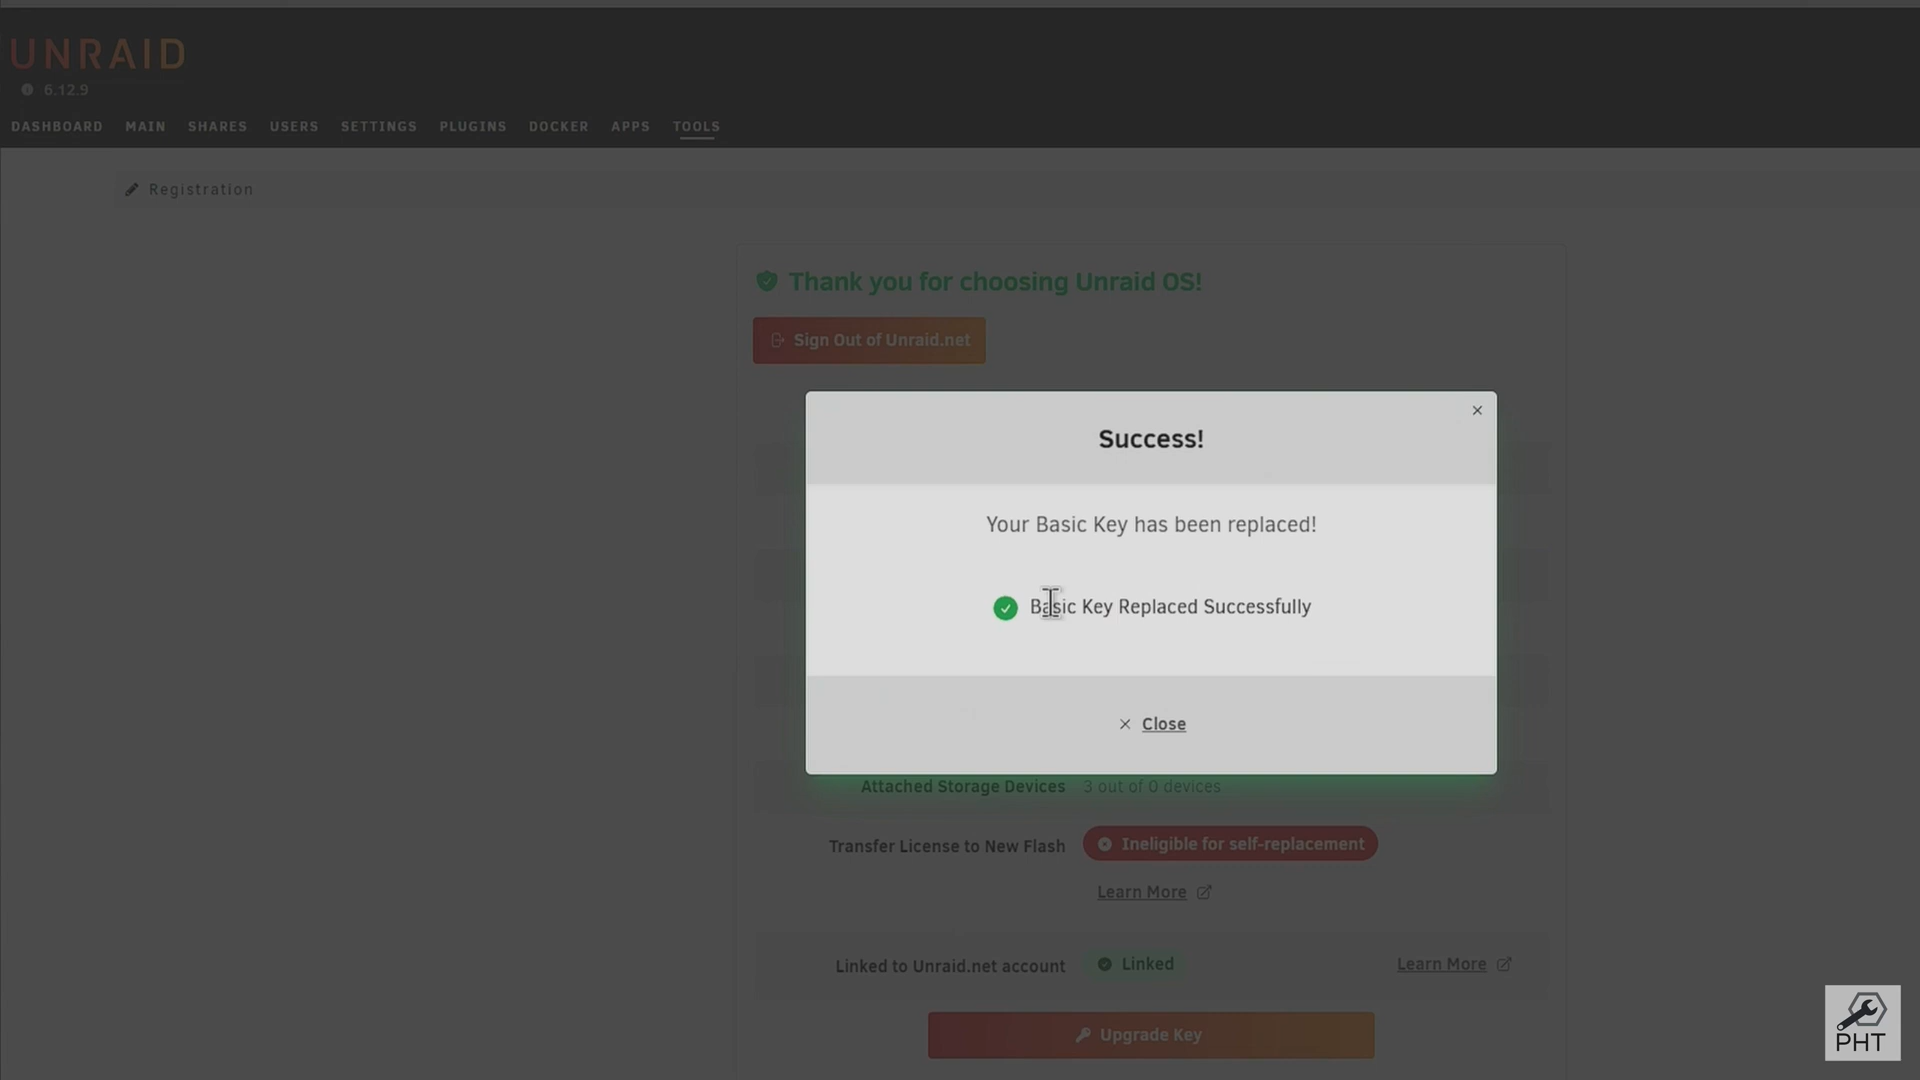 UNRAID
6.12.9
DASHBOARD MAIN SHARES USERS SETTINGS PLUGINS DOCKER APPS TOOLS
Registration
Thank you for choosing Unraid OS!
Sign Out of Unraid.net
Success!
Your Basic Key has been replaced!
Basic Key Replaced Successfully
Close
Attached Storage Devices 3 out of 0 devices
Transfer License to New Flash Ineligible for self-replacement
Learn More
Linked to Unraid.net account Linked Learn More
Upgrade Key
PHT